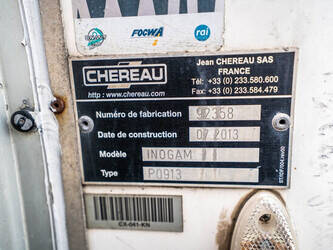 FOCWA
rai
Jean CHEREAU SAS
FRANCE
CHEREAU
http : www.chereau.com
Tél: +33 (0) 233.580.600
Fax: +33 (0) 233.584.479
Numéro de fabrication 92358
Date de construction 07.2013
Modèle INOGAM
Type P0913
CX-041-KN